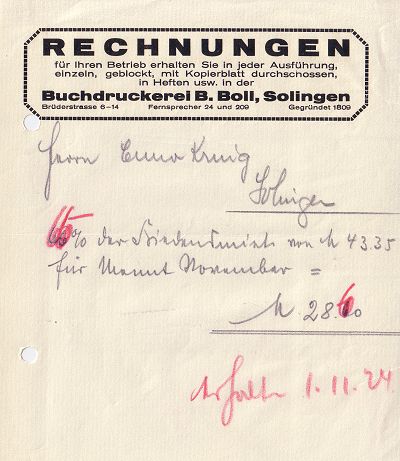 RECHNUNGEN
für Ihren Betrieb erhalten Sie in jeder Ausführung,
einzeln, geblockt, mit Kopierblatt durchschossen,
in Heften usw. in der
Buchdruckerei B. Boll, Solingen
Brüderstrasse 6-14 Fernsprecher 24 und 209 Gegründet 1809
Herrn
Solingen
% der Friedensmiete von M 43.35
für Monat November =
M 28.60
Erhalten 1.11.24